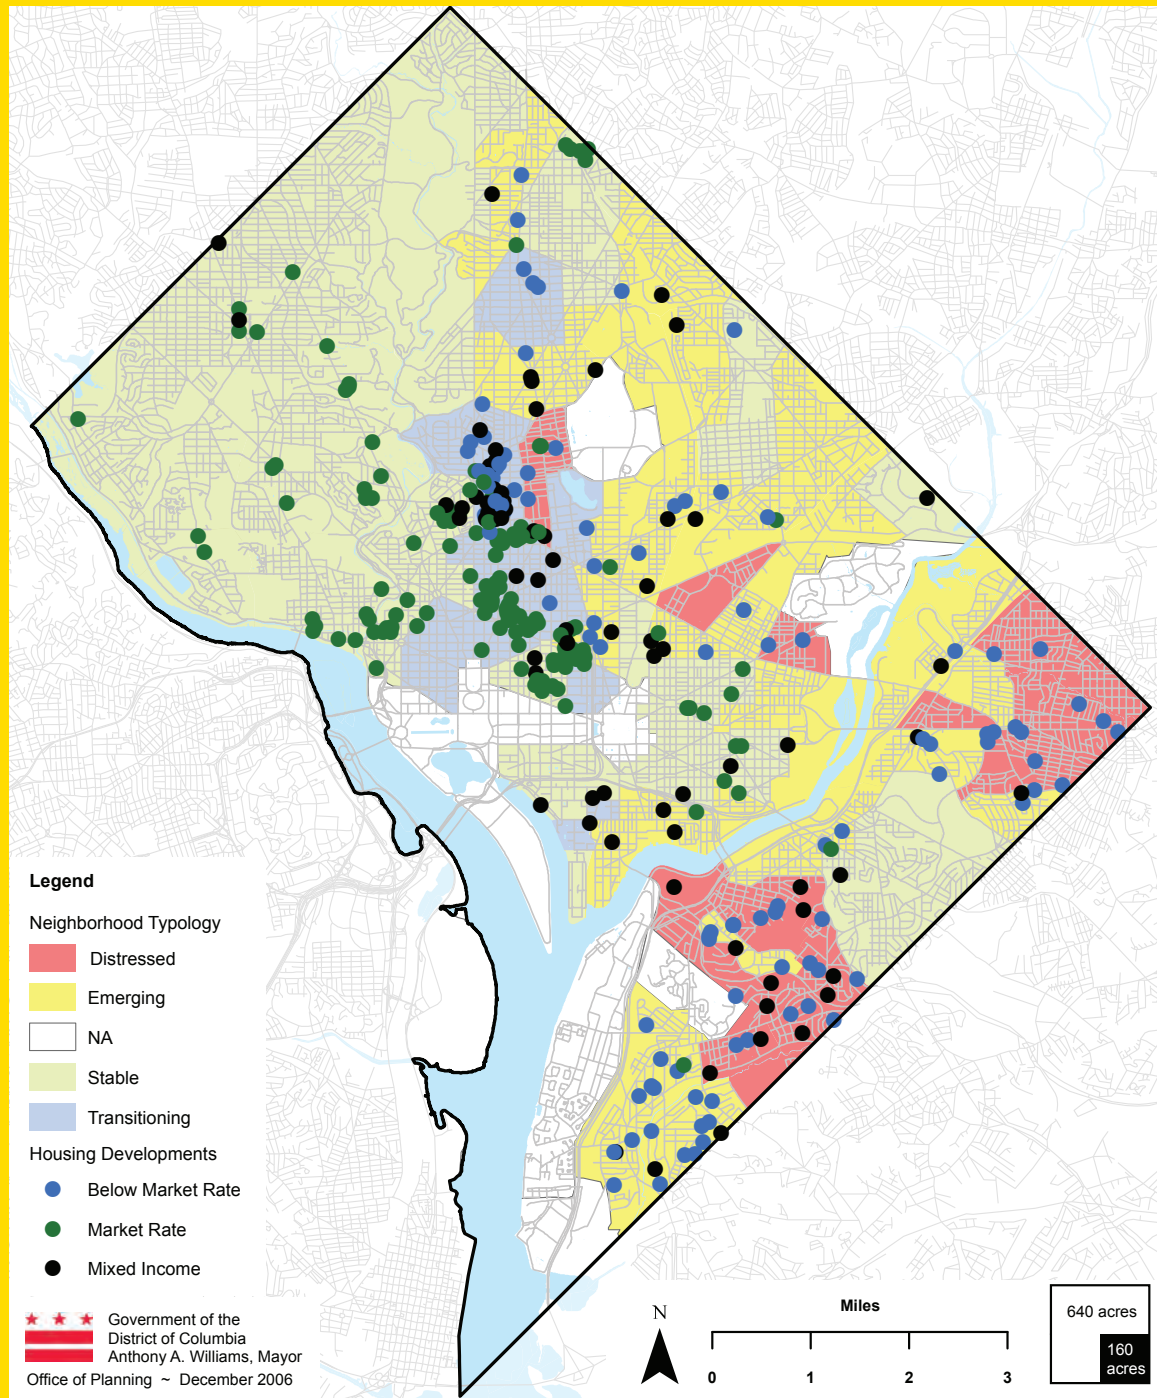 Legend
Neighborhood Typology
Distressed
Emerging
NA
Stable
Transitioning
Housing Developments
Below Market Rate
Market Rate
Mixed Income
Government of the
District of Columbia
Anthony A. Williams, Mayor
Office of Planning ~ December 2006
N
Miles
0 1 2 3
640 acres
160
acres